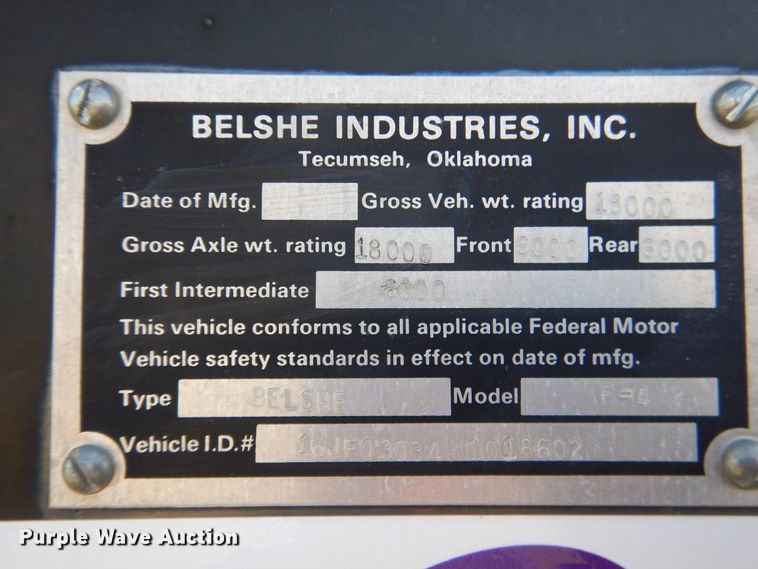 BELSHE INDUSTRIES, INC.
Tecumseh, Oklahoma
Date of Mfg. Gross Veh. wt. rating 18000
Gross Axle wt. rating 18000 Front 6000 Rear 6000
First Intermediate 6000
This vehicle conforms to all applicable Federal Motor
Vehicle safety standards in effect on date of mfg.
Type BELSHE Model F-4
Vehicle I.D.# 16JF03034H1018602
Purple Wave Auction